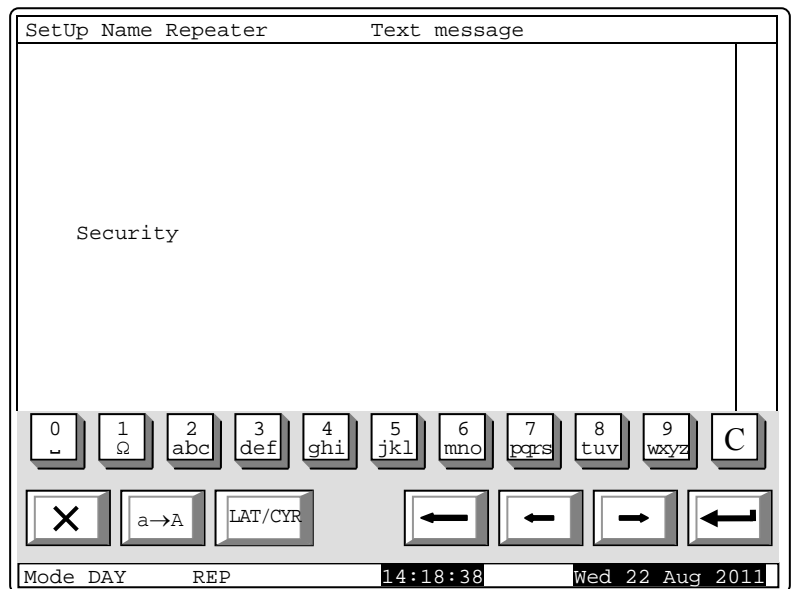 SetUp Name Repeater Text message
Security
0 1 2 3 4 5 6 7 8 9 C
␣ Ω abc def ghi jkl mno pqrs tuv wxyz
a→A LAT/CYR
Mode DAY REP 14:18:38 Wed 22 Aug 2011